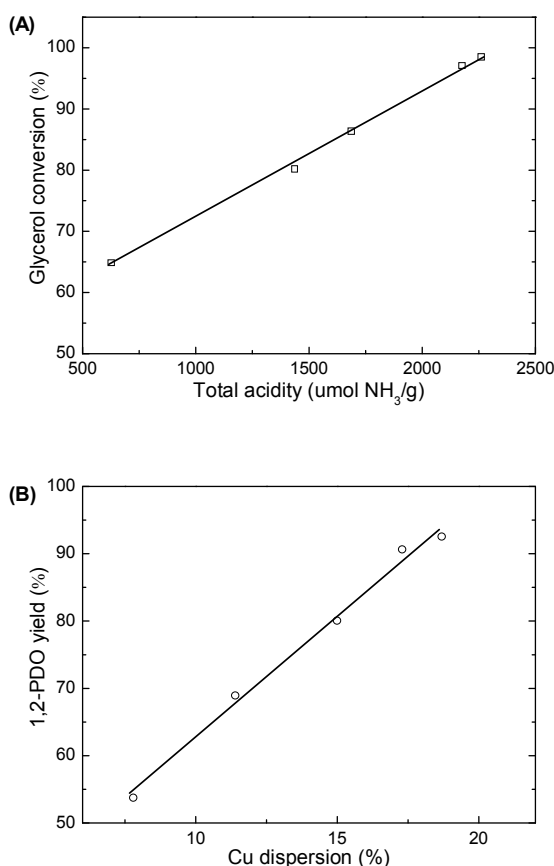 (A)
100
90
80
70
60
50
Glycerol conversion (%)
500 1000 1500 2000 2500
Total acidity (umol NH₃/g)
(B)
100
90
80
70
60
50
1,2-PDO yield (%)
10 15 20
Cu dispersion (%)